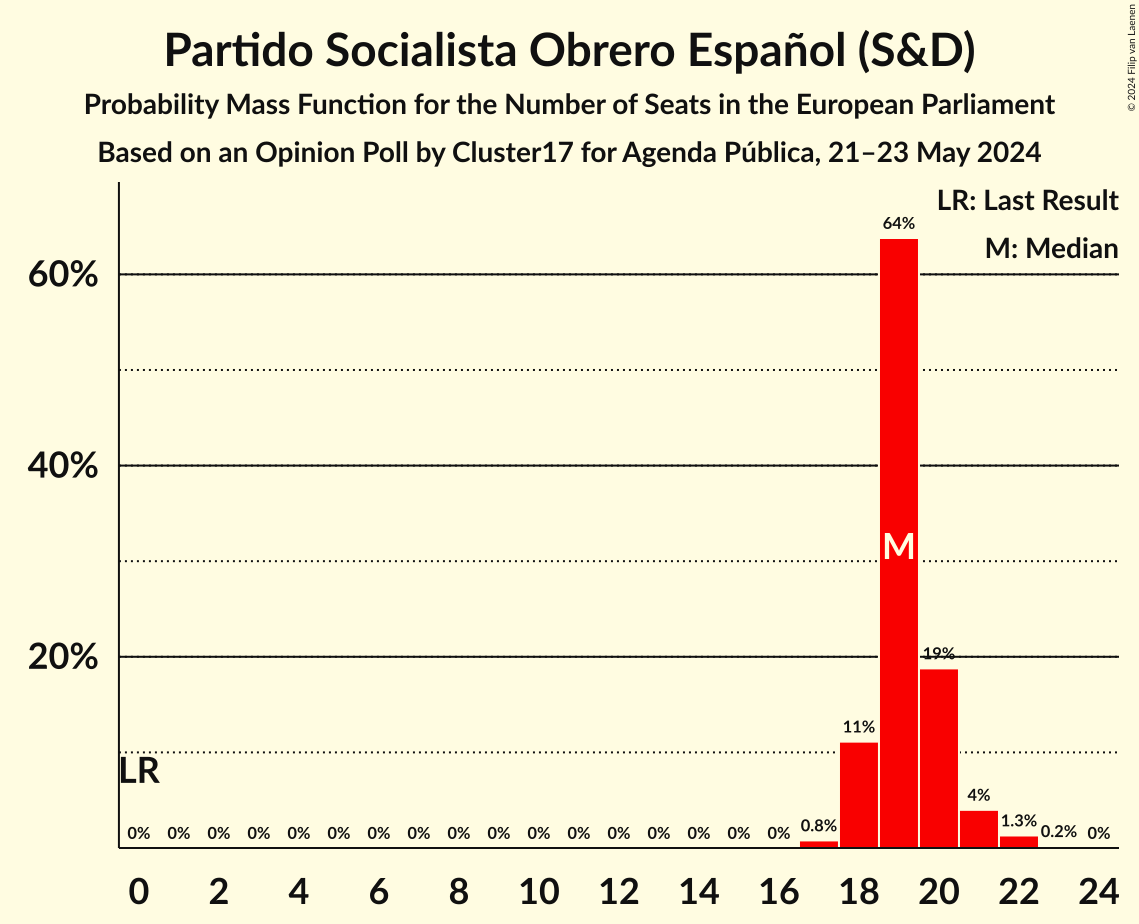 Partido Socialista Obrero Español (S&D)
Probability Mass Function for the Number of Seats in the European Parliament
Based on an Opinion Poll by Cluster17 for Agenda Pública, 21–23 May 2024
© 2024 Filip van Laenen
LR: Last Result
M: Median
64%
60%
40%
M
20%
19%
11%
LR
4%
0% 0% 0% 0% 0% 0% 0% 0% 0% 0% 0% 0% 0% 0% 0% 0% 0% 0.8% 1.3% 0.2% 0%
0 2 4 6 8 10 12 14 16 18 20 22 24